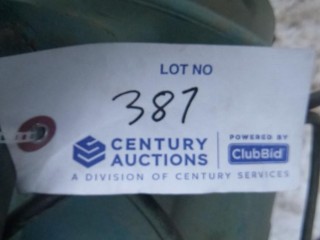 LOT NO
387
CENTURY
AUCTIONS
POWERED BY
ClubBid
A DIVISION OF CENTURY SERVICES